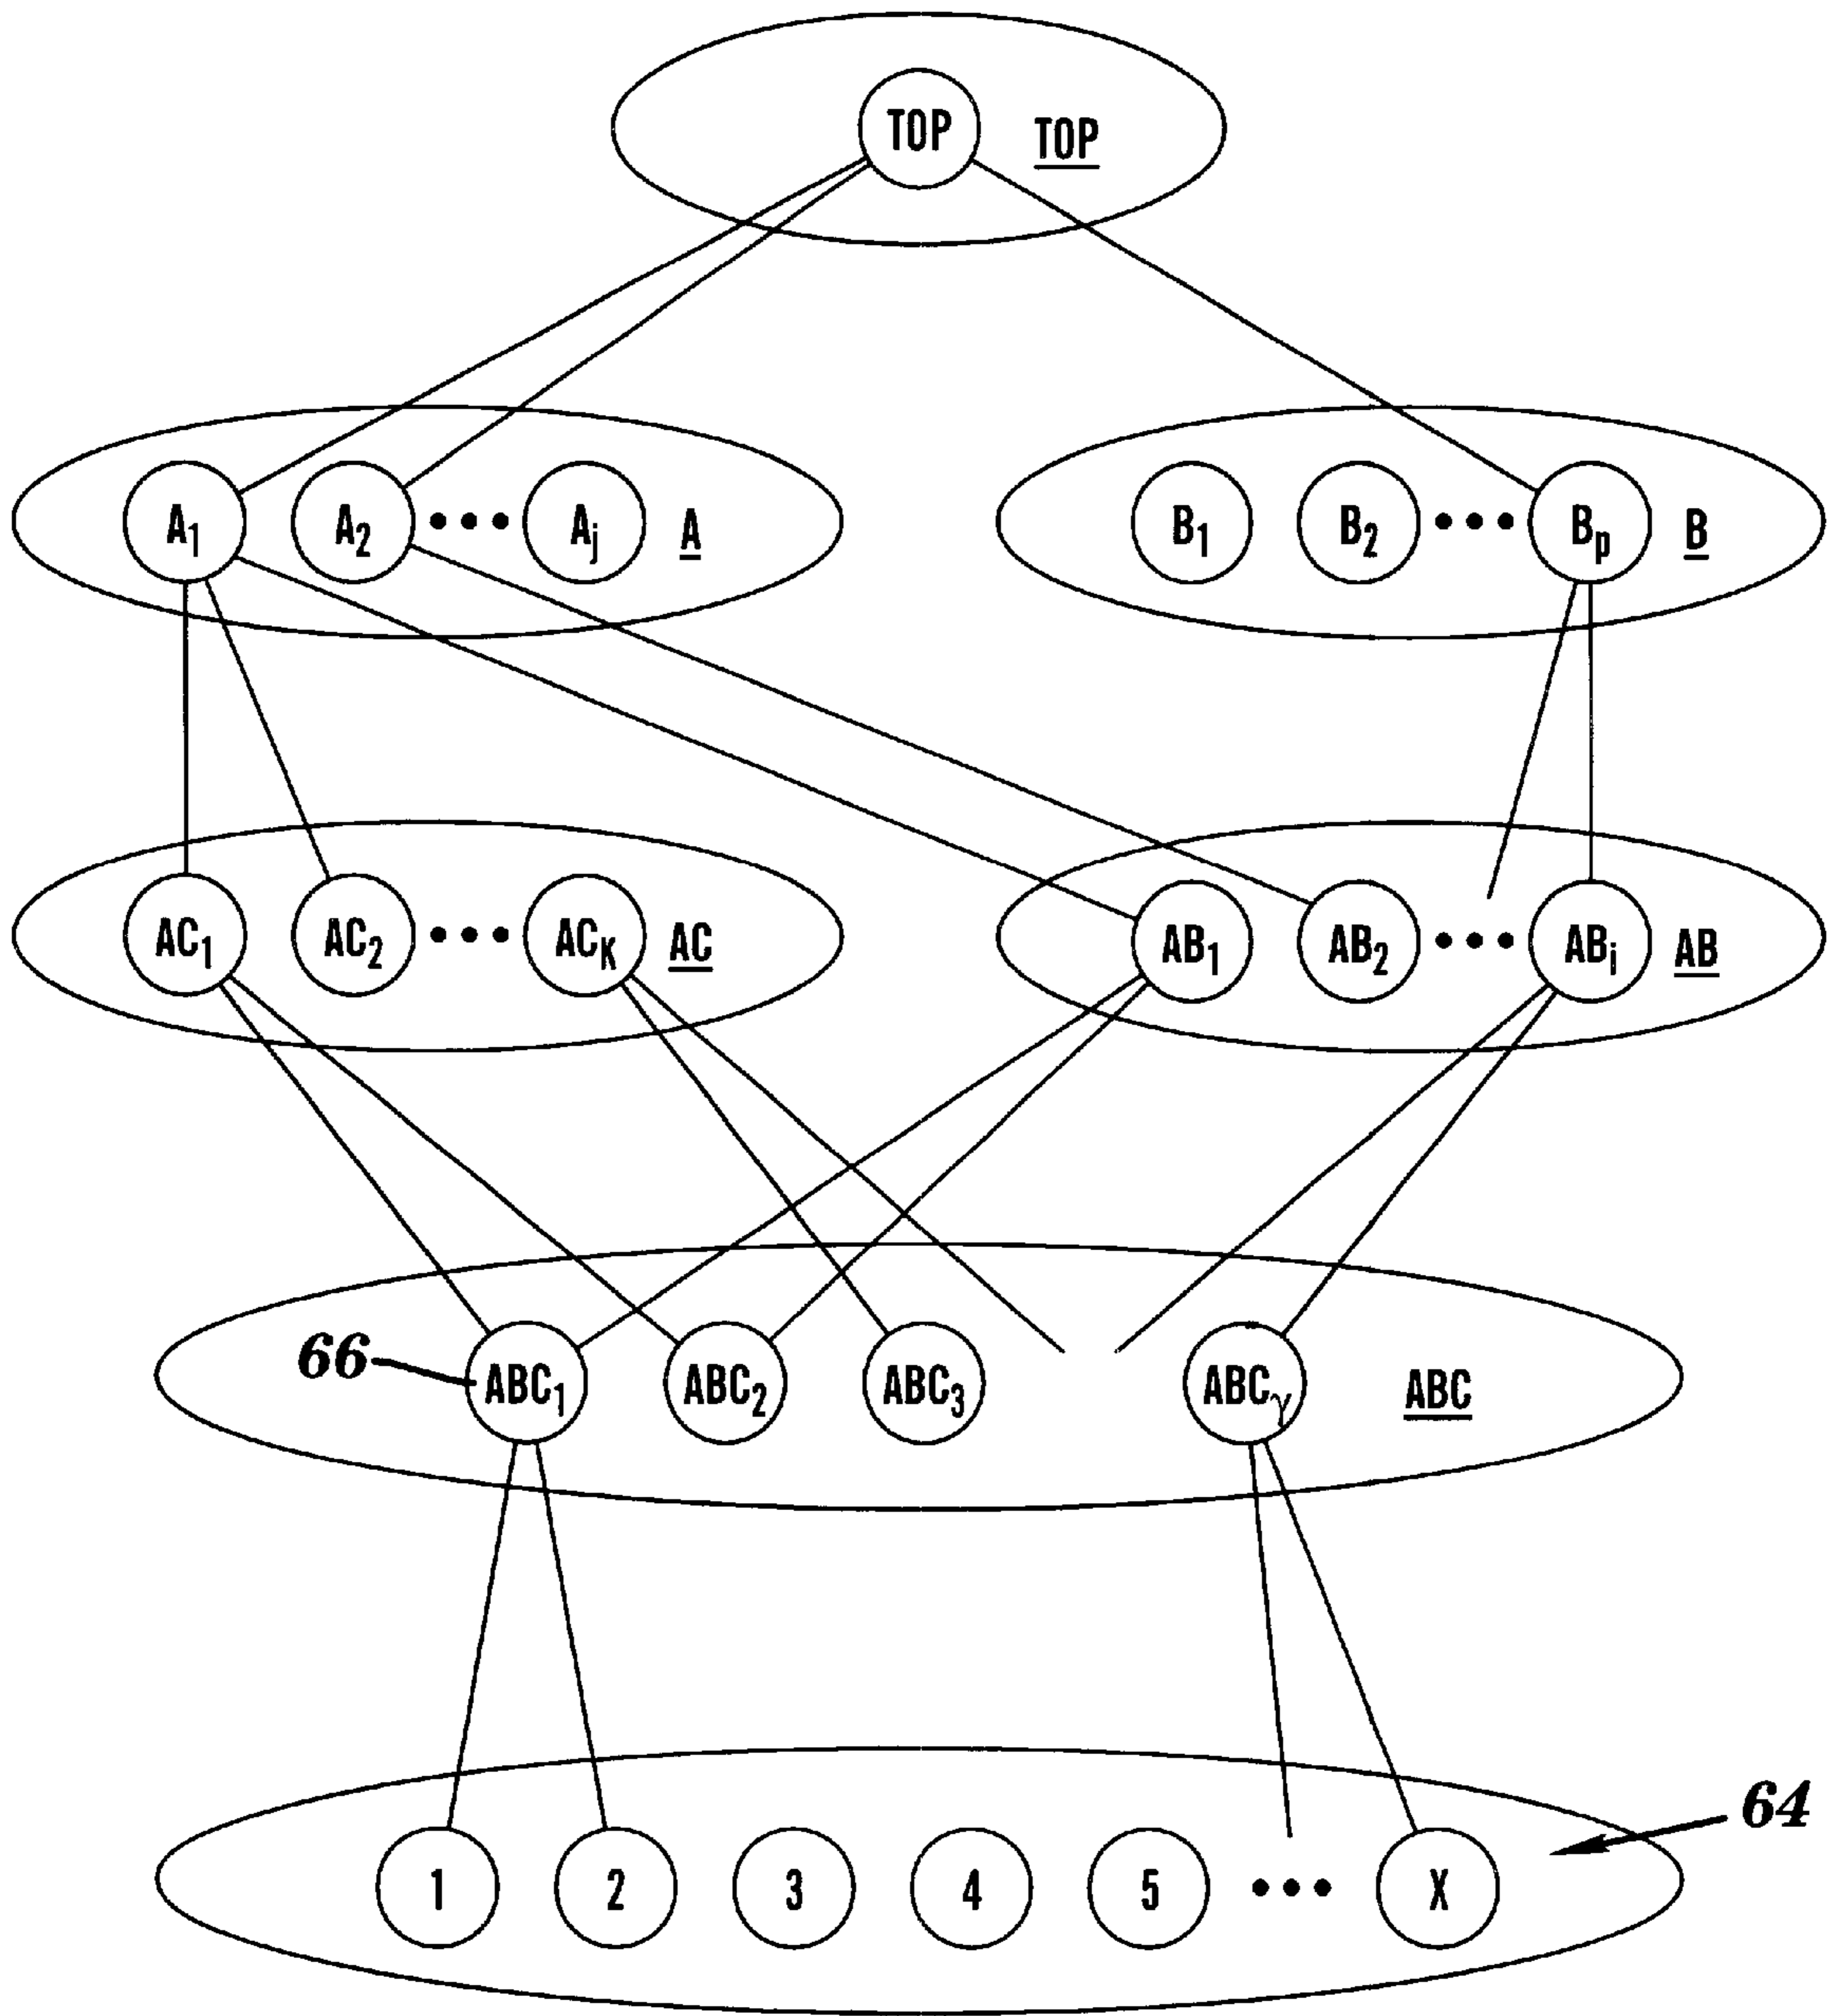 TOP TOP
A1 A2 ••• Aj A B1 B2 ••• Bp B
AC1 AC2 ••• ACK AC AB1 AB2 ••• ABi AB
66 ABC1 ABC2 ABC3 ABCγ ABC
64
1 2 3 4 5 ••• X